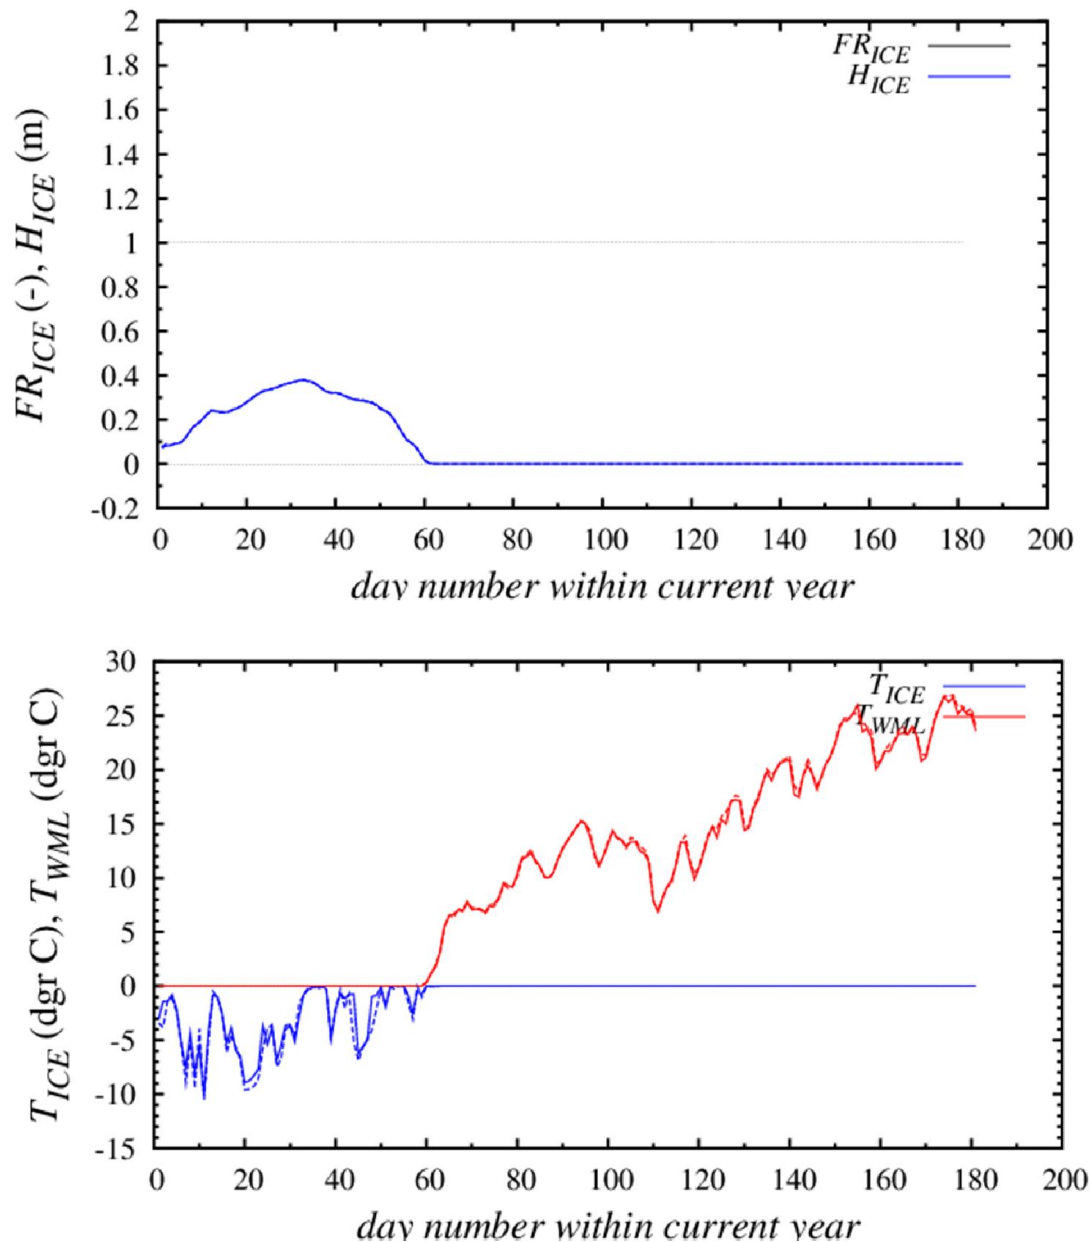 FR_ICE (-), H_ICE (m)
2
1.8
1.6
1.4
1.2
1
0.8
0.6
0.4
0.2
0
-0.2
FR_ICE
H_ICE
0 20 40 60 80 100 120 140 160 180 200
day number within current year
T_ICE (dgr C), T_WML (dgr C)
30
25
20
15
10
5
0
-5
-10
-15
T_ICE
T_WML
0 20 40 60 80 100 120 140 160 180 200
day number within current year